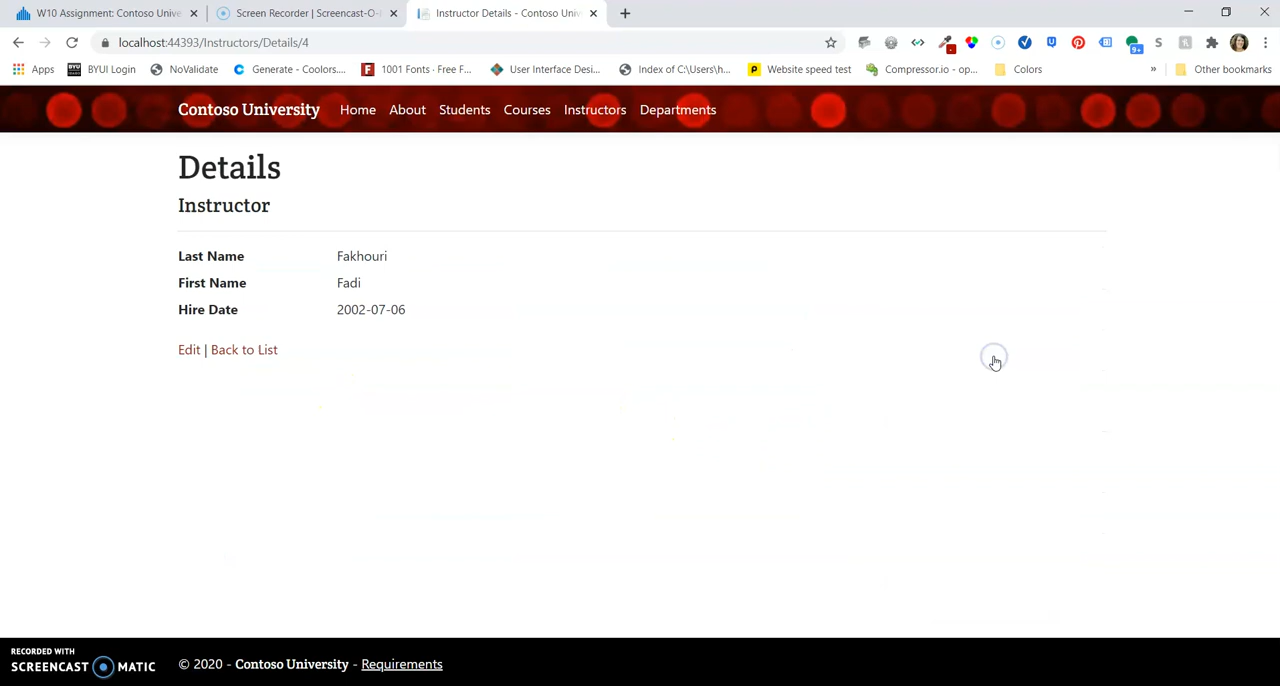 W10 Assignment: Contoso Unive
Screen Recorder | Screencast-O-
Instructor Details - Contoso Univ
localhost:44393/Instructors/Details/4
9+
S
Apps
BYU
BYUI Login
NoValidate
C
Generate - Coolors....
F
1001 Fonts · Free F...
User Interface Desi...
Index of C:\Users\h...
P
Website speed test
Compressor.io - op...
Colors
»
Other bookmarks
Contoso University Home About Students Courses Instructors Departments
Details
Instructor
Last Name Fakhouri
First Name Fadi
Hire Date 2002-07-06
Edit | Back to List
RECORDED WITH
SCREENCAST MATIC
© 2020 - Contoso University - Requirements